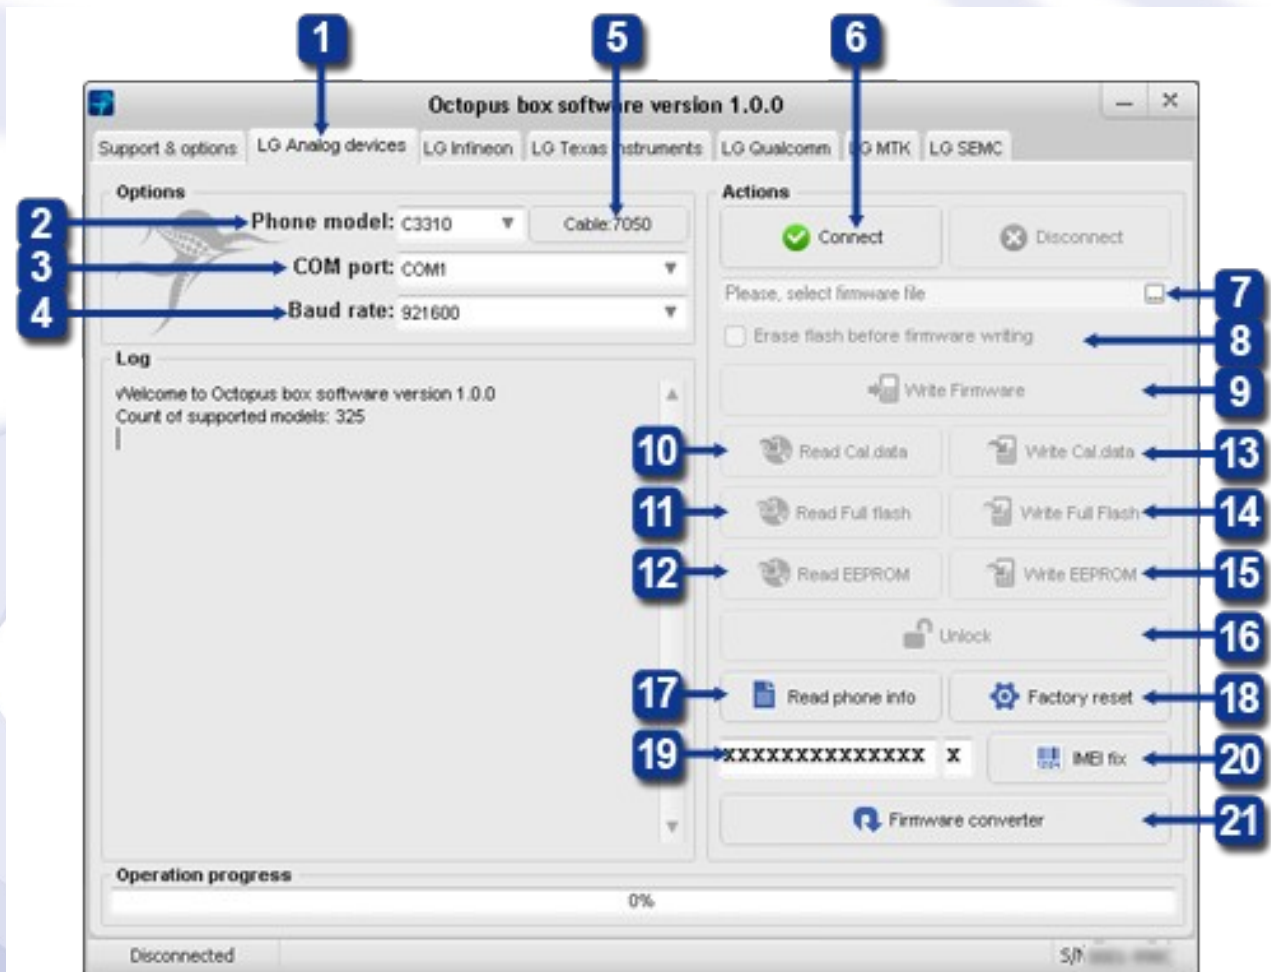 1 5 6
Octopus box software version 1.0.0
Support & options LG Analog devices LG Infineon LG Texas Instruments LG Qualcomm LG MTK LG SEMC
Options
2 Phone model: C3310 Cable:7050
3 COM port: COM1
4 Baud rate: 921600
Log
Welcome to Octopus box software version 1.0.0
Count of supported models: 325
Actions
Connect Disconnect
Please, select firmware file ... 7
Erase flash before firmware writing 8
Write Firmware 9
10 Read Cal.data Write Cal.data 13
11 Read Full flash Write Full Flash 14
12 Read EEPROM Write EEPROM 15
Unlock 16
17 Read phone info Factory reset 18
19 XXXXXXXXXXXXXX X IMEI fix 20
Firmware converter 21
Operation progress
0%
Disconnected S/N